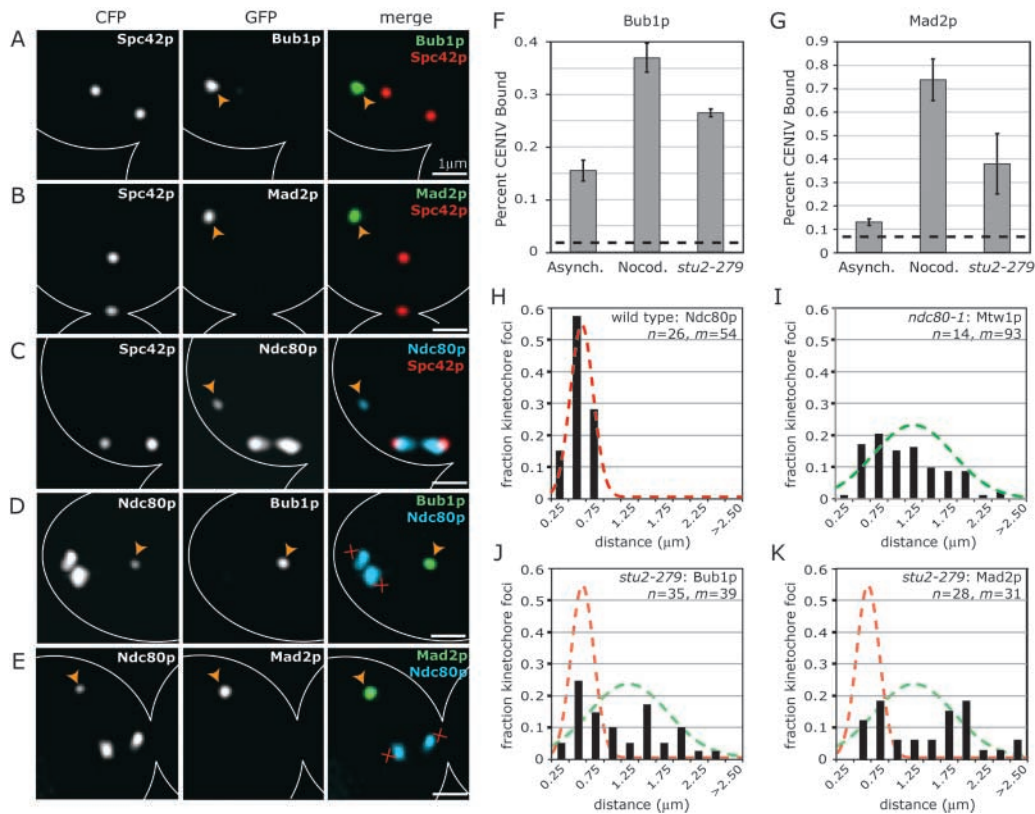 CFP GFP merge
A Spc42p Bub1p Bub1p
Spc42p
1μm
B Spc42p Mad2p Mad2p
Spc42p
C Spc42p Ndc80p Ndc80p
Spc42p
D Ndc80p Bub1p Bub1p
Ndc80p
E Ndc80p Mad2p Mad2p
Ndc80p
F Bub1p
Percent CENIV Bound
0.4
0.3
0.2
0.1
0
Asynch. Nocod. stu2-279
G Mad2p
Percent CENIV Bound
0.9
0.8
0.7
0.6
0.5
0.4
0.3
0.2
0.1
0
Asynch. Nocod. stu2-279
H wild type: Ndc80p
n=26, m=54
fraction kinetochore foci
0.6
0.5
0.4
0.3
0.2
0.1
0
0.25 0.75 1.25 1.75 2.25 >2.50
distance (μm)
I ndc80-1: Mtw1p
n=14, m=93
fraction kinetochore foci
0.6
0.5
0.4
0.3
0.2
0.1
0
0.25 0.75 1.25 1.75 2.25 >2.50
distance (μm)
J stu2-279: Bub1p
n=35, m=39
fraction kinetochore foci
0.6
0.5
0.4
0.3
0.2
0.1
0
0.25 0.75 1.25 1.75 2.25 >2.50
distance (μm)
K stu2-279: Mad2p
n=28, m=31
fraction kinetochore foci
0.6
0.5
0.4
0.3
0.2
0.1
0
0.25 0.75 1.25 1.75 2.25 >2.50
distance (μm)